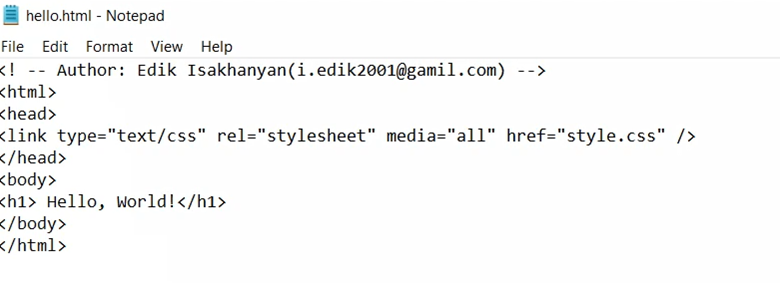 hello.html - Notepad
File Edit Format View Help
<! -- Author: Edik Isakhanyan(i.edik2001@gamil.com) -->
<html>
<head>
<link type="text/css" rel="stylesheet" media="all" href="style.css" />
</head>
<body>
<h1> Hello, World!</h1>
</body>
</html>